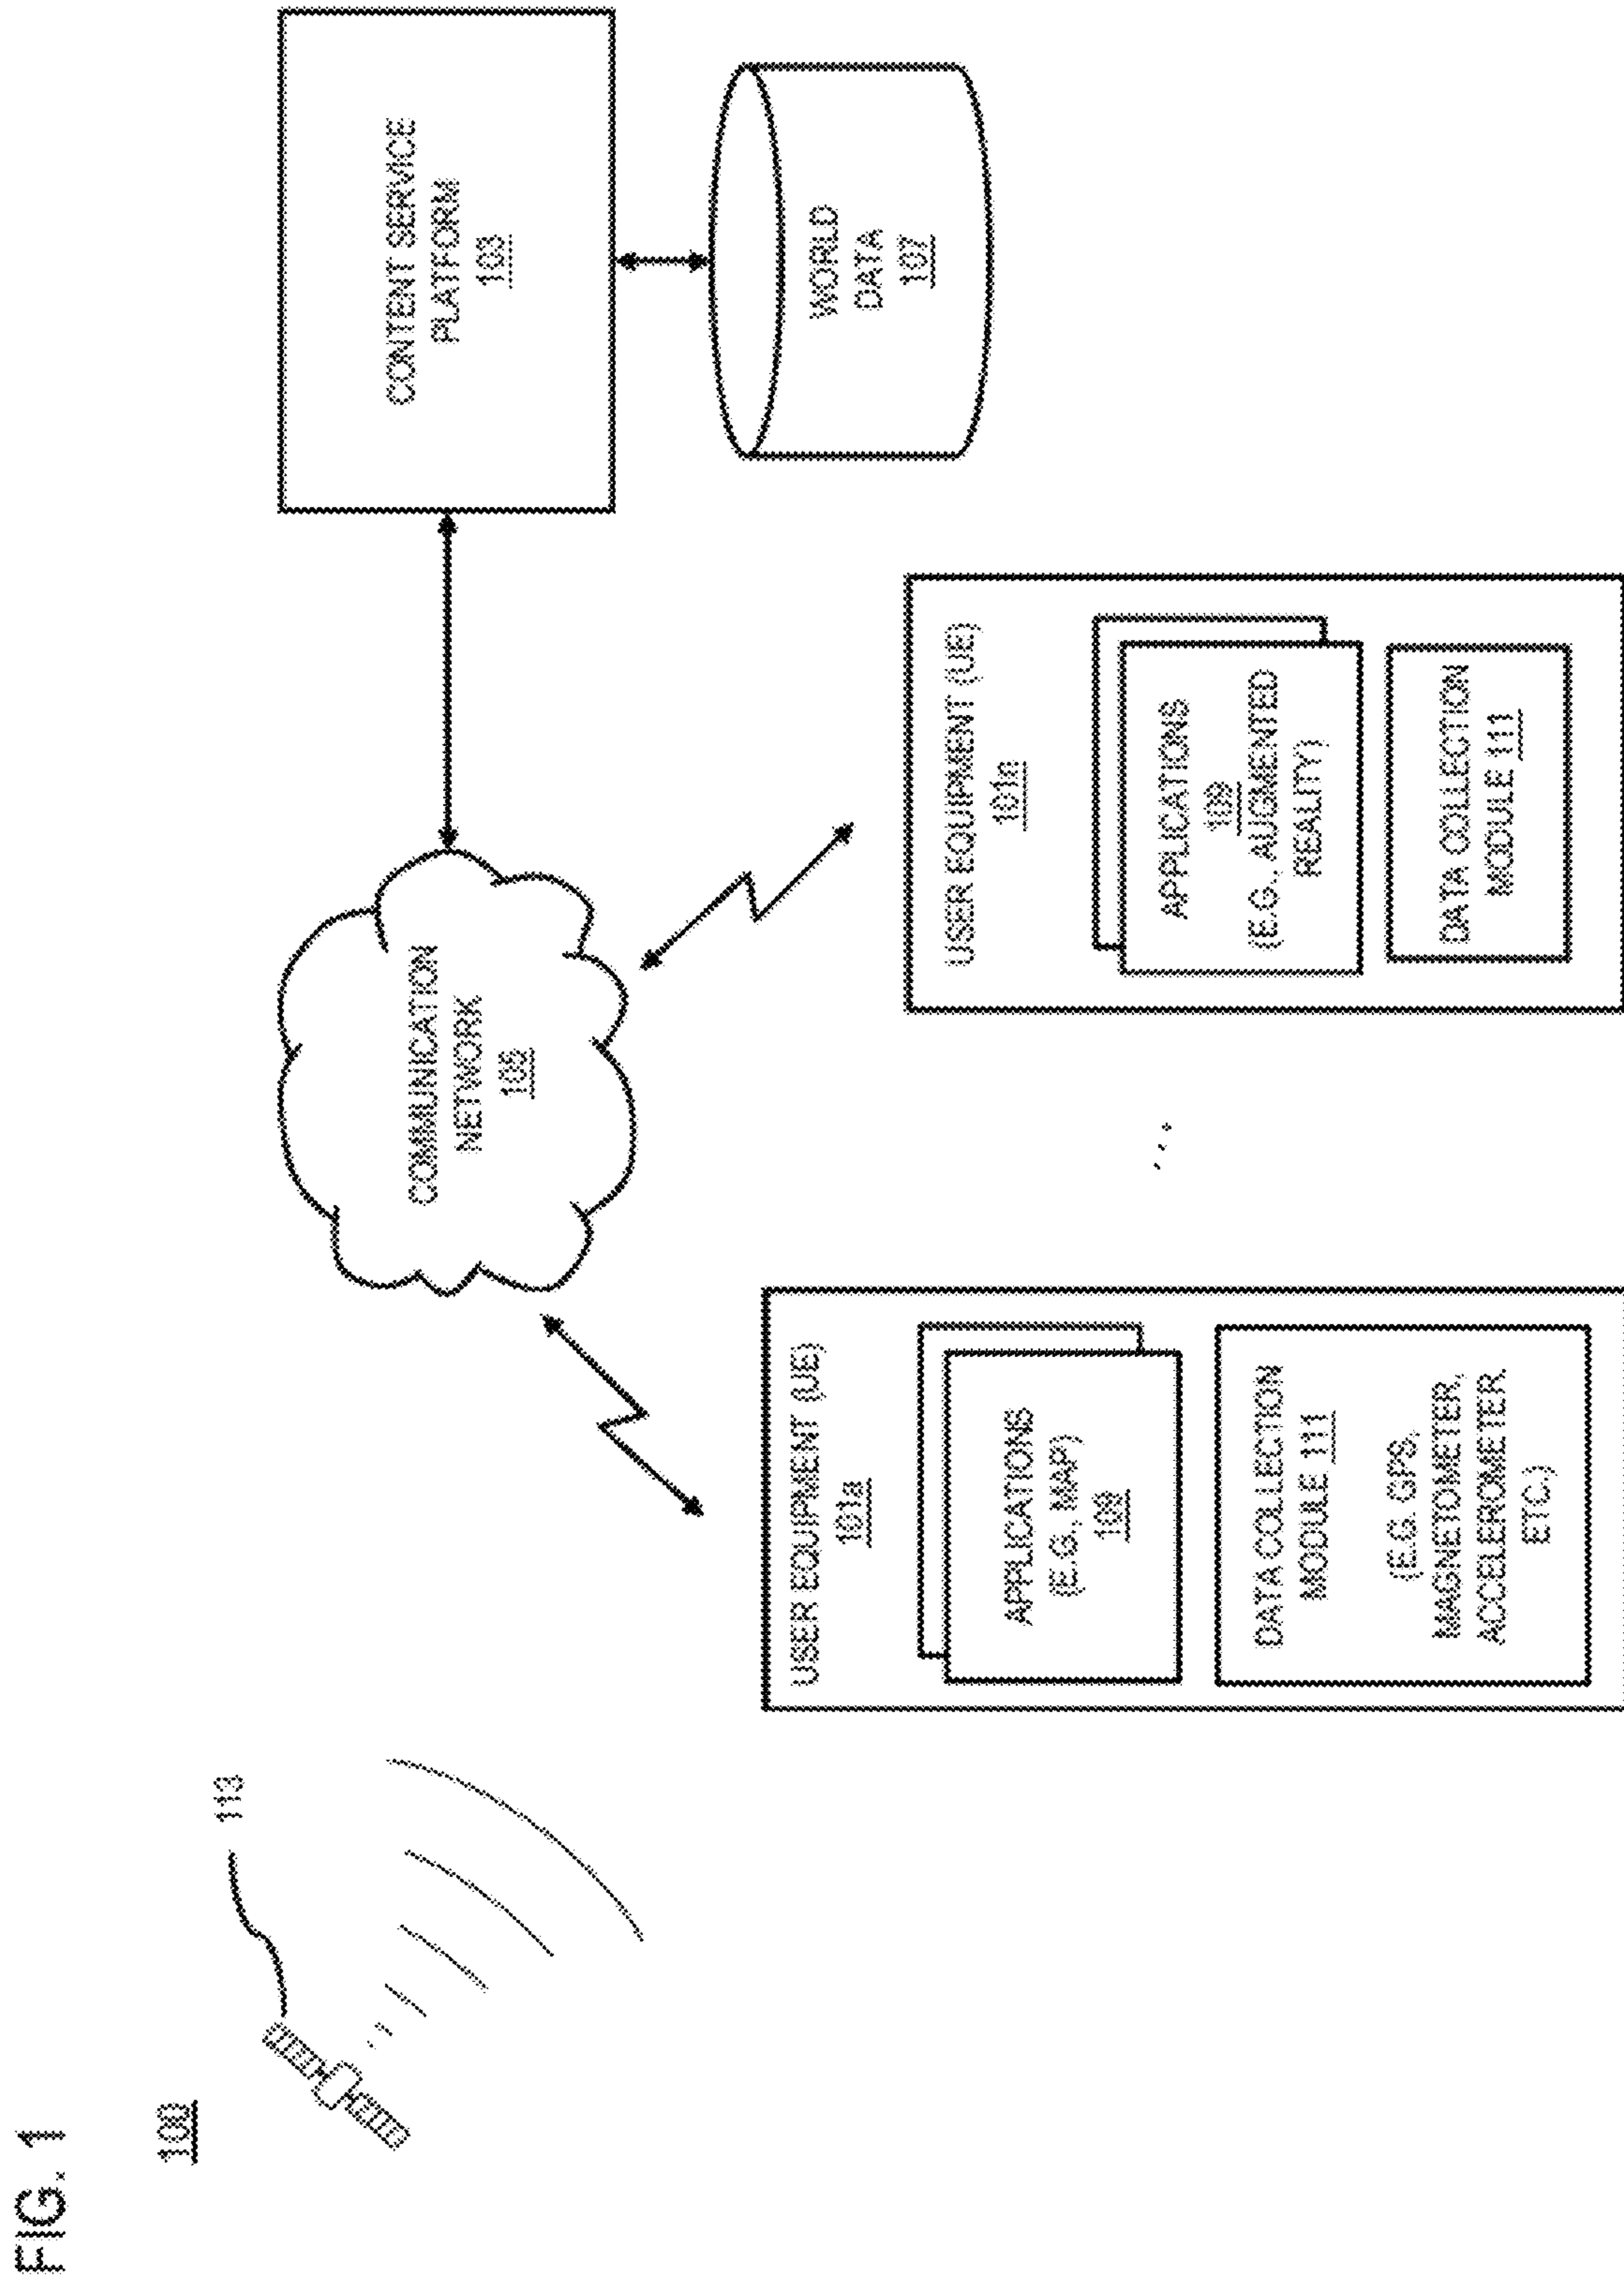 FIG. 1
100
113
COMMUNICATION
NETWORK
105
CONTENT SERVICE
PLATFORM
103
WORLD
DATA
107
USER EQUIPMENT (UE)
101a
APPLICATIONS
(E.G, MAP)
109
DATA COLLECTION
MODULE 111
(E.G. GPS,
MAGNETOMETER,
ACCELEROMETER,
ETC.)
...
USER EQUIPMENT (UE)
101n
APPLICATIONS
109
(E.G., AUGMENTED
REALITY)
DATA COLLECTION
MODULE 111